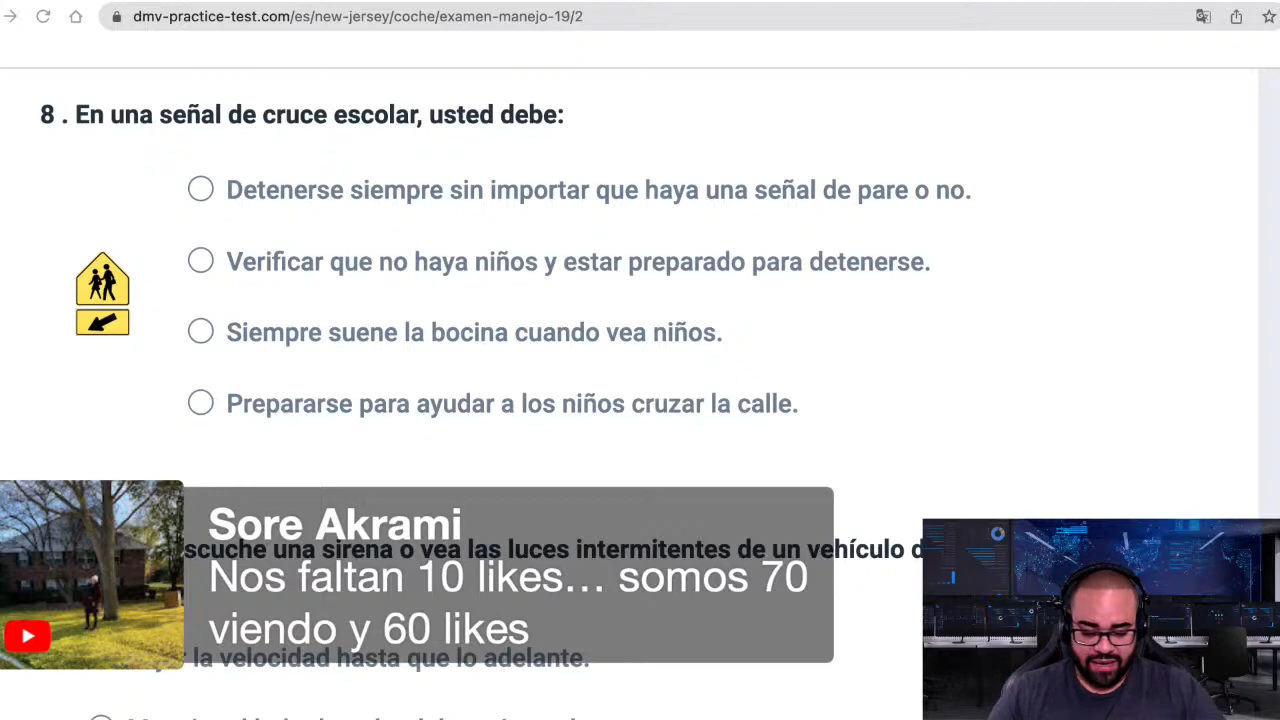 dmv-practice-test.com/es/new-jersey/coche/examen-manejo-19/2
8 . En una señal de cruce escolar, usted debe:
Detenerse siempre sin importar que haya una señal de pare o no.
Verificar que no haya niños y estar preparado para detenerse.
Siempre suene la bocina cuando vea niños.
Prepararse para ayudar a los niños cruzar la calle.
Sore Akrami
scuche una sirena o vea las luces intermitentes de un vehículo d
Nos faltan 10 likes... somos 70
viendo y 60 likes
la velocidad hasta que lo adelante.